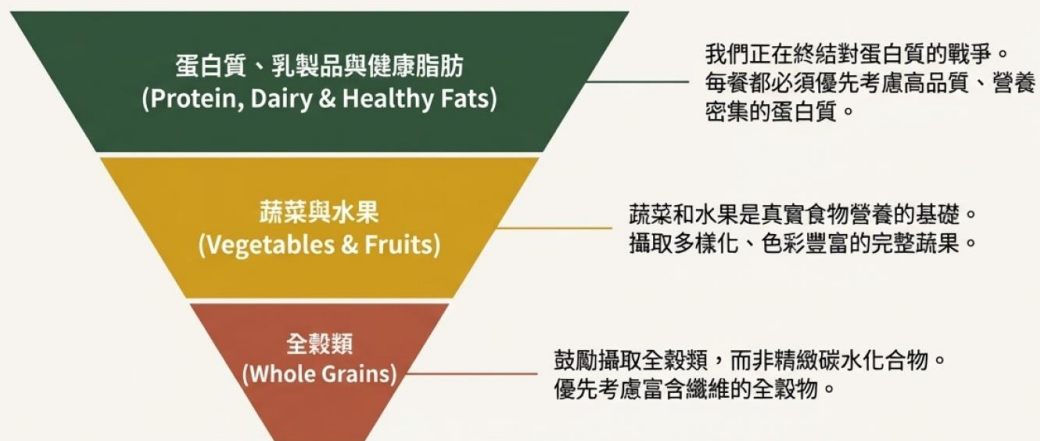 蛋白質、乳製品與健康脂肪
(Protein, Dairy & Healthy Fats)
我們正在終結對蛋白質的戰爭。
每餐都必須優先考慮高品質、營養
密集的蛋白質。
蔬菜與水果
(Vegetables & Fruits)
蔬菜和水果是真實食物營養的基礎。
攝取多樣化、色彩豐富的完整蔬果。
全穀類
(Whole Grains)
鼓勵攝取全穀類，而非精緻碳水化合物。
優先考慮富含纖維的全穀物。